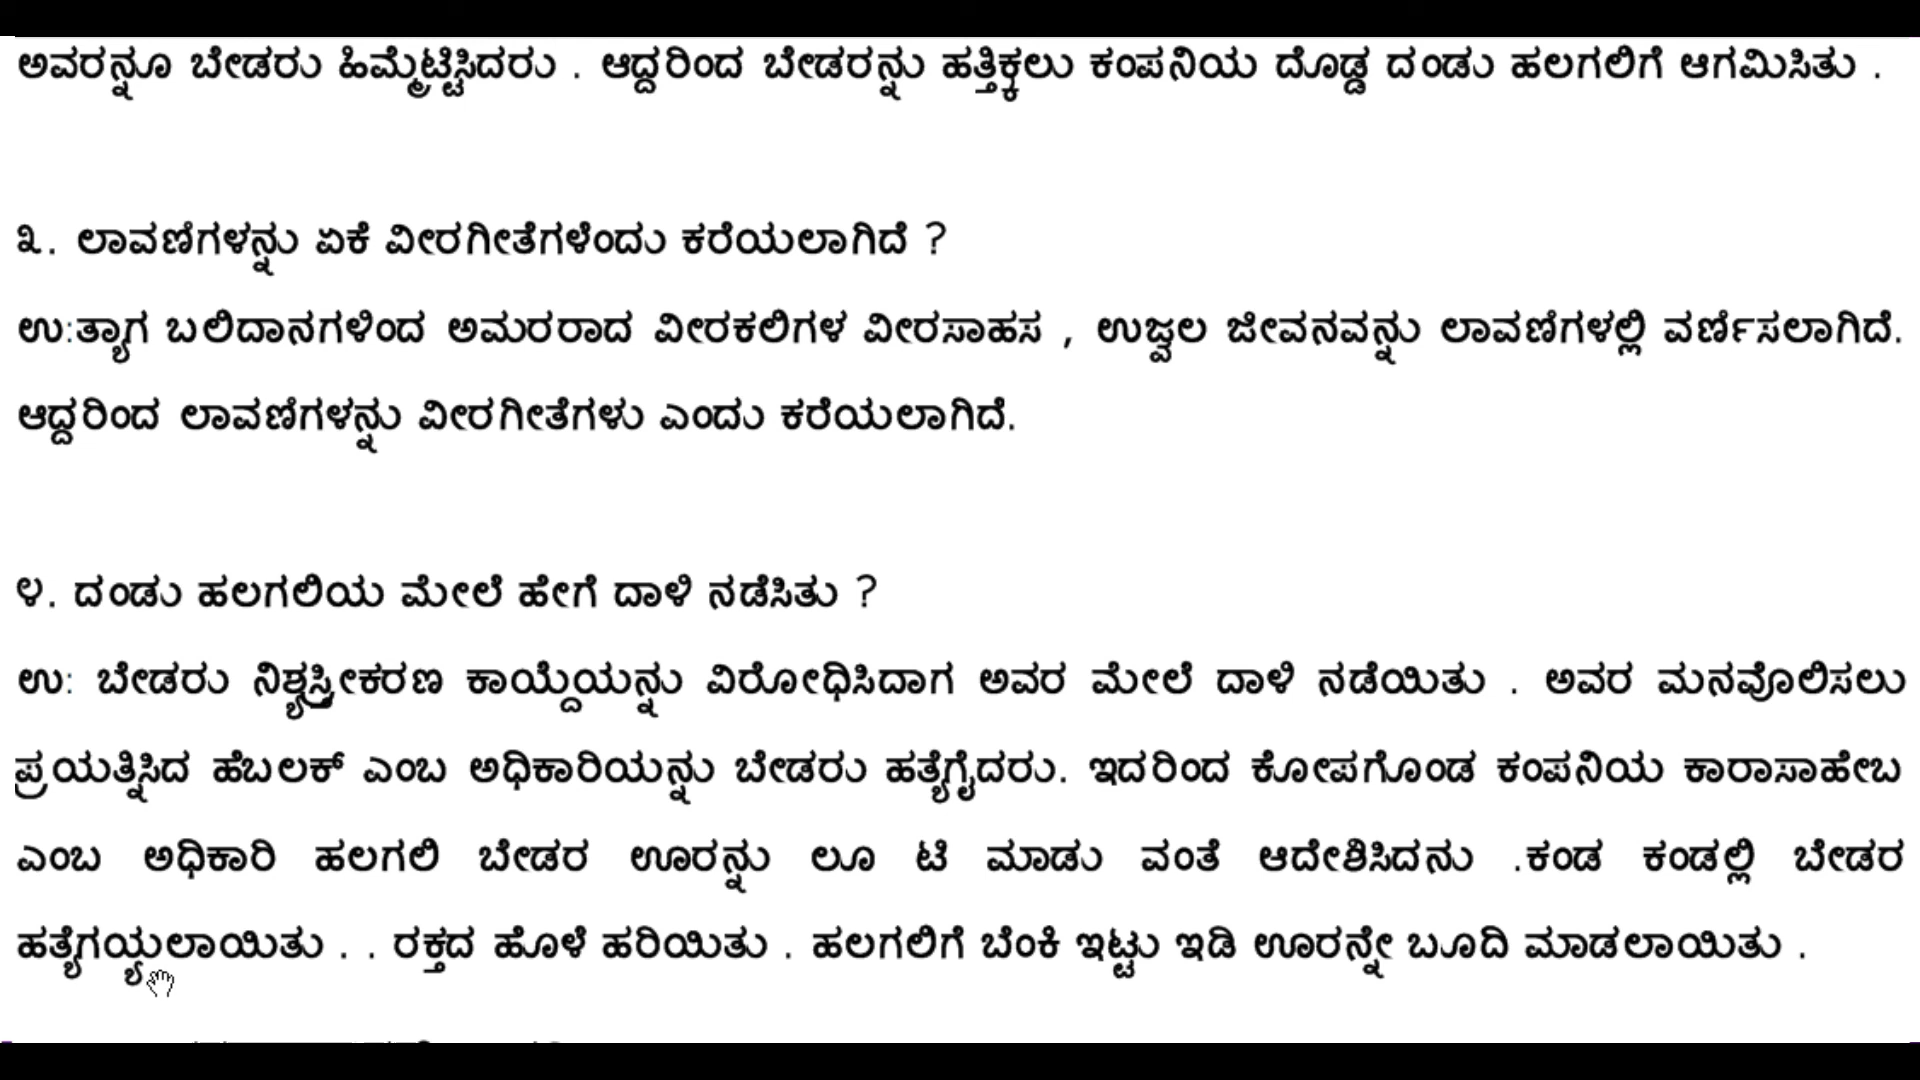 ಅವರನ್ನೂ ಬೇಡರು ಹಿಮ್ಮೆಟ್ಟಿಸಿದರು . ಆದ್ದರಿಂದ ಬೇಡರನ್ನು ಹತ್ತಿಕ್ಕಲು ಕಂಪನಿಯ ದೊಡ್ಡ ದಂಡು ಹಲಗಲಿಗೆ ಆಗಮಿಸಿತು .
೩. ಲಾವಣಿಗಳನ್ನು ಏಕೆ ವೀರಗೀತೆಗಳೆಂದು ಕರೆಯಲಾಗಿದೆ ?
ಉ:ತ್ಯಾಗ ಬಲಿದಾನಗಳಿಂದ ಅಮರರಾದ ವೀರಕಲಿಗಳ ವೀರಸಾಹಸ , ಉಜ್ವಲ ಜೀವನವನ್ನು ಲಾವಣಿಗಳಲ್ಲಿ ವರ್ಣಿಸಲಾಗಿದೆ.
ಆದ್ದರಿಂದ ಲಾವಣಿಗಳನ್ನು ವೀರಗೀತೆಗಳು ಎಂದು ಕರೆಯಲಾಗಿದೆ.
೪. ದಂಡು ಹಲಗಲಿಯ ಮೇಲೆ ಹೇಗೆ ದಾಳಿ ನಡೆಸಿತು ?
ಉ: ಬೇಡರು ನಿಶ್ಶಸ್ತ್ರೀಕರಣ ಕಾಯ್ದೆಯನ್ನು ವಿರೋಧಿಸಿದಾಗ ಅವರ ಮೇಲೆ ದಾಳಿ ನಡೆಯಿತು . ಅವರ ಮನವೊಲಿಸಲು
ಪ್ರಯತ್ನಿಸಿದ ಹೆಬಲಕ್ ಎಂಬ ಅಧಿಕಾರಿಯನ್ನು ಬೇಡರು ಹತ್ಯೆಗೈದರು. ಇದರಿಂದ ಕೋಪಗೊಂಡ ಕಂಪನಿಯ ಕಾರಾಸಾಹೇಬ
ಎಂಬ ಅಧಿಕಾರಿ ಹಲಗಲಿ ಬೇಡರ ಊರನ್ನು ಲೂ ಟಿ ಮಾಡು ವಂತೆ ಆದೇಶಿಸಿದನು .ಕಂಡ ಕಂಡಲ್ಲಿ ಬೇಡರ
ಹತ್ಯೆಗಯ್ಯಲಾಯಿತು . . ರಕ್ತದ ಹೊಳೆ ಹರಿಯಿತು . ಹಲಗಲಿಗೆ ಬೆಂಕಿ ಇಟ್ಟು ಇಡಿ ಊರನ್ನೇ ಬೂದಿ ಮಾಡಲಾಯಿತು .